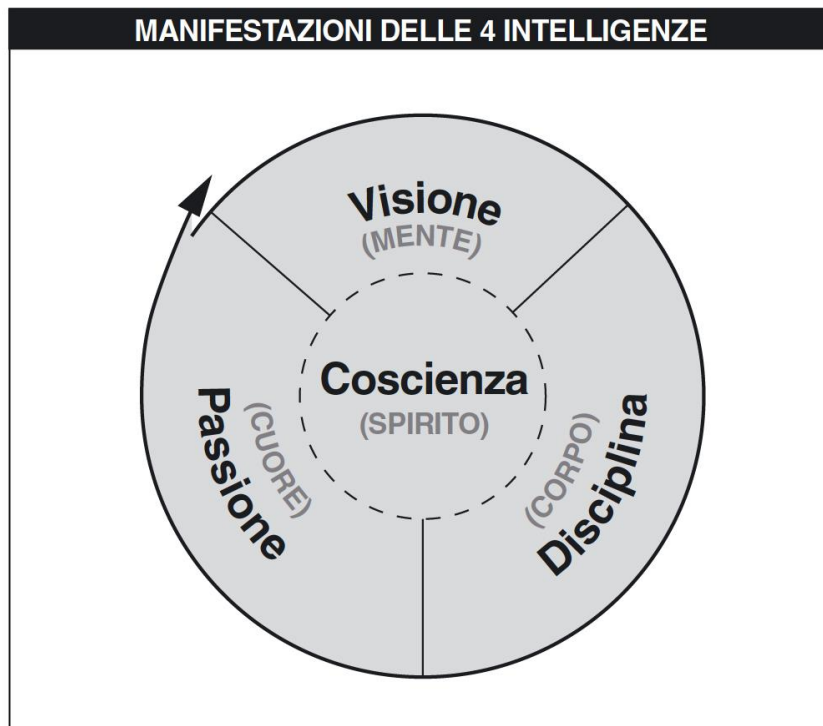 MANIFESTAZIONI DELLE 4 INTELLIGENZE
Visione
(MENTE)
Coscienza
(SPIRITO)
Passione
(CUORE)
(CORPO)
Disciplina